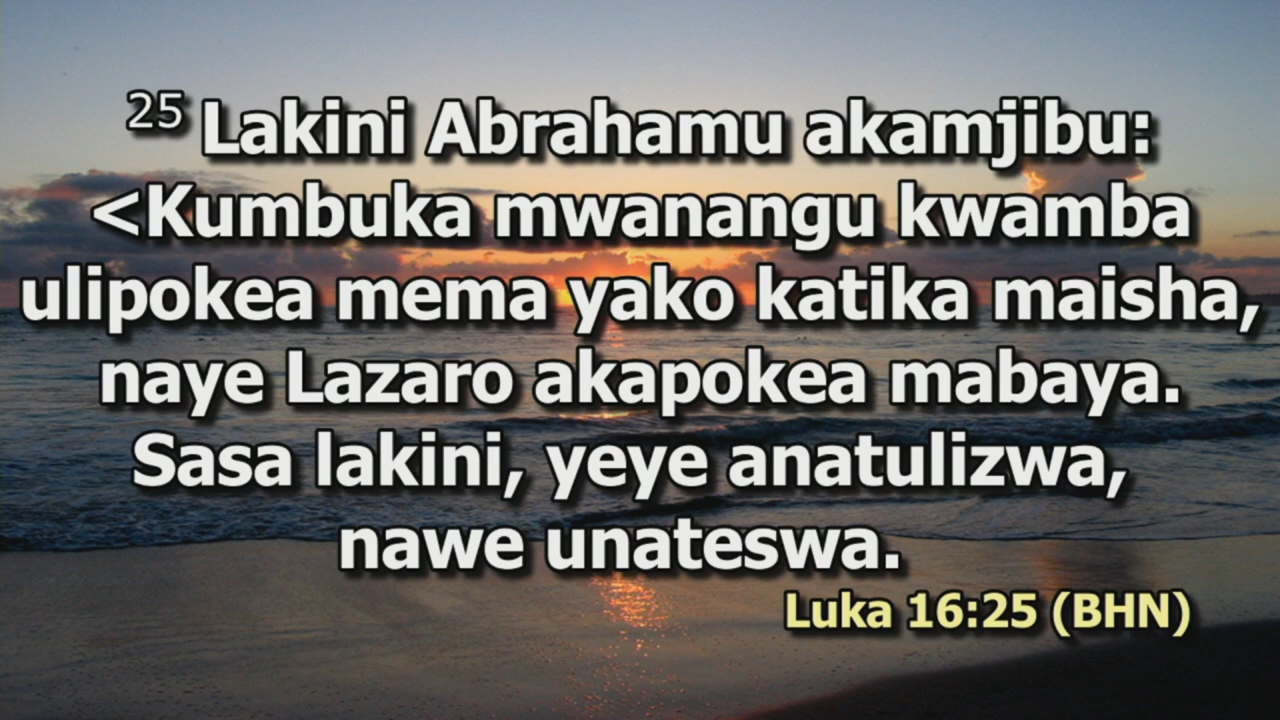 25 Lakini Abrahamu akamjibu:
<Kumbuka mwanangu kwamba
ulipokea mema yako katika maisha,
naye Lazaro akapokea mabaya.
Sasa lakini, yeye anatulizwa,
nawe unateswa.
Luka 16:25 (BHN)